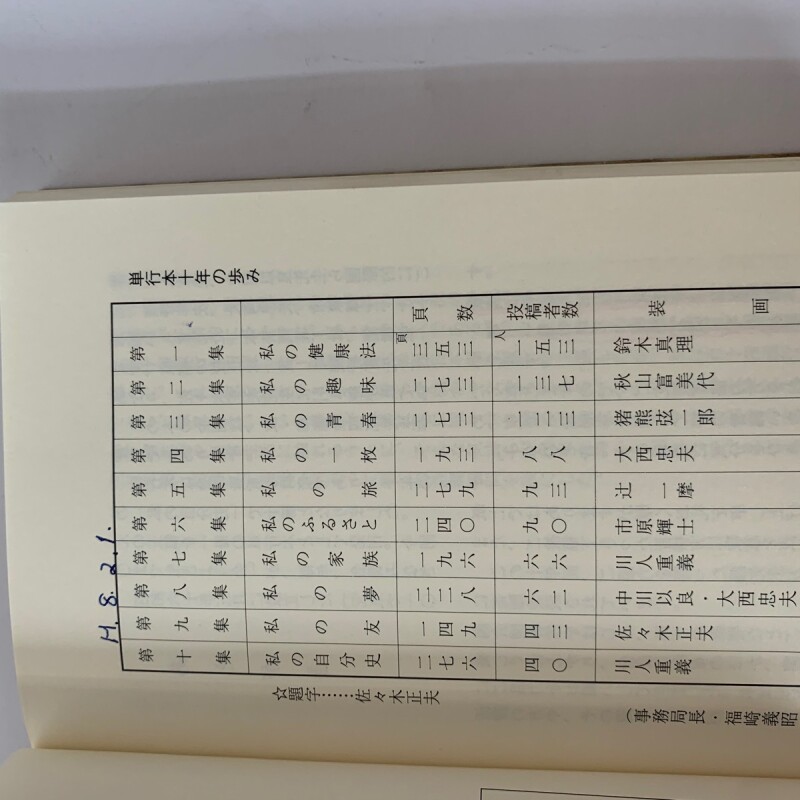 単行本十年の歩み
頁数 投稿者数 装画
第一集 私の健康法 三五三頁 一五三人 鈴木真理
第二集 私の趣味 二七三 一三七 秋山富美代
第三集 私の青春 二七三 一二三 猪熊弦一郎
第四集 私の一枚 一九三 八八 大西忠夫
第五集 私の旅 二七九 九三 辻一摩
第六集 私のふるさと 二四〇 九〇 市原輝士
第七集 私の家族 一九六 六六 川人重義
第八集 私の夢 二二八 六二 中川以良・大西忠夫
第九集 私の友 一四九 四三 佐々木正夫
第十集 私の自分史 二七六 四〇 川人重義
☆題字……佐々木正夫
(事務局長・福崎義昭
H.8.2.1.